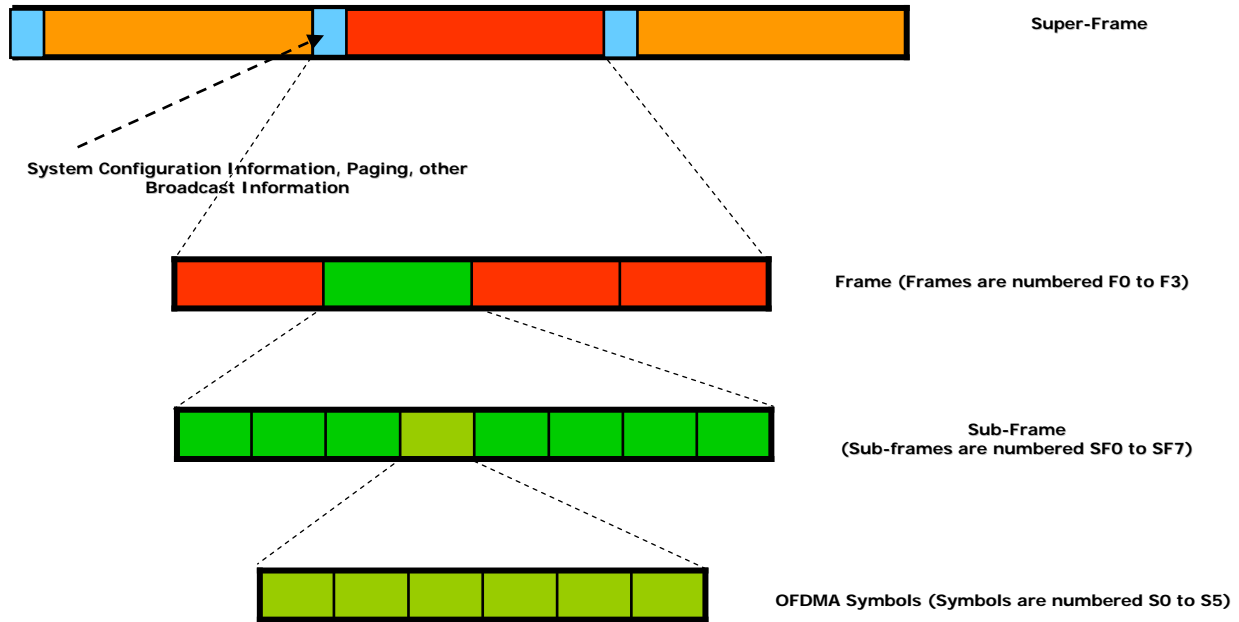 Super-Frame
System Configuration Information, Paging, other
Broadcast Information
Frame (Frames are numbered F0 to F3)
Sub-Frame
(Sub-frames are numbered SF0 to SF7)
OFDMA Symbols (Symbols are numbered S0 to S5)